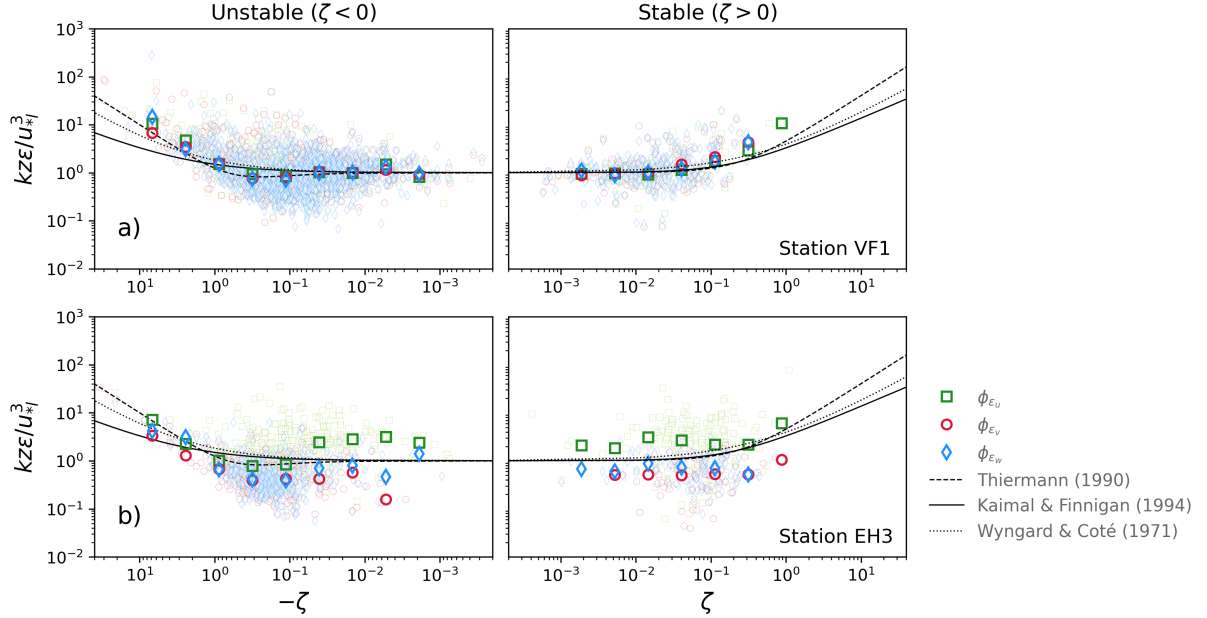 Unstable (ζ < 0)
Stable (ζ > 0)
kzε/u³*l
10³
10²
10¹
10⁰
10⁻¹
10⁻²
a)
Station VF1
10¹
10⁰
10⁻¹
10⁻²
10⁻³
10⁻³
10⁻²
10⁻¹
10⁰
10¹
kzε/u³*l
10³
10²
10¹
10⁰
10⁻¹
10⁻²
b)
Station EH3
10¹
10⁰
10⁻¹
10⁻²
10⁻³
10⁻³
10⁻²
10⁻¹
10⁰
10¹
−ζ
ζ
ϕεu
ϕεv
ϕεw
Thiermann (1990)
Kaimal & Finnigan (1994)
Wyngard & Coté (1971)